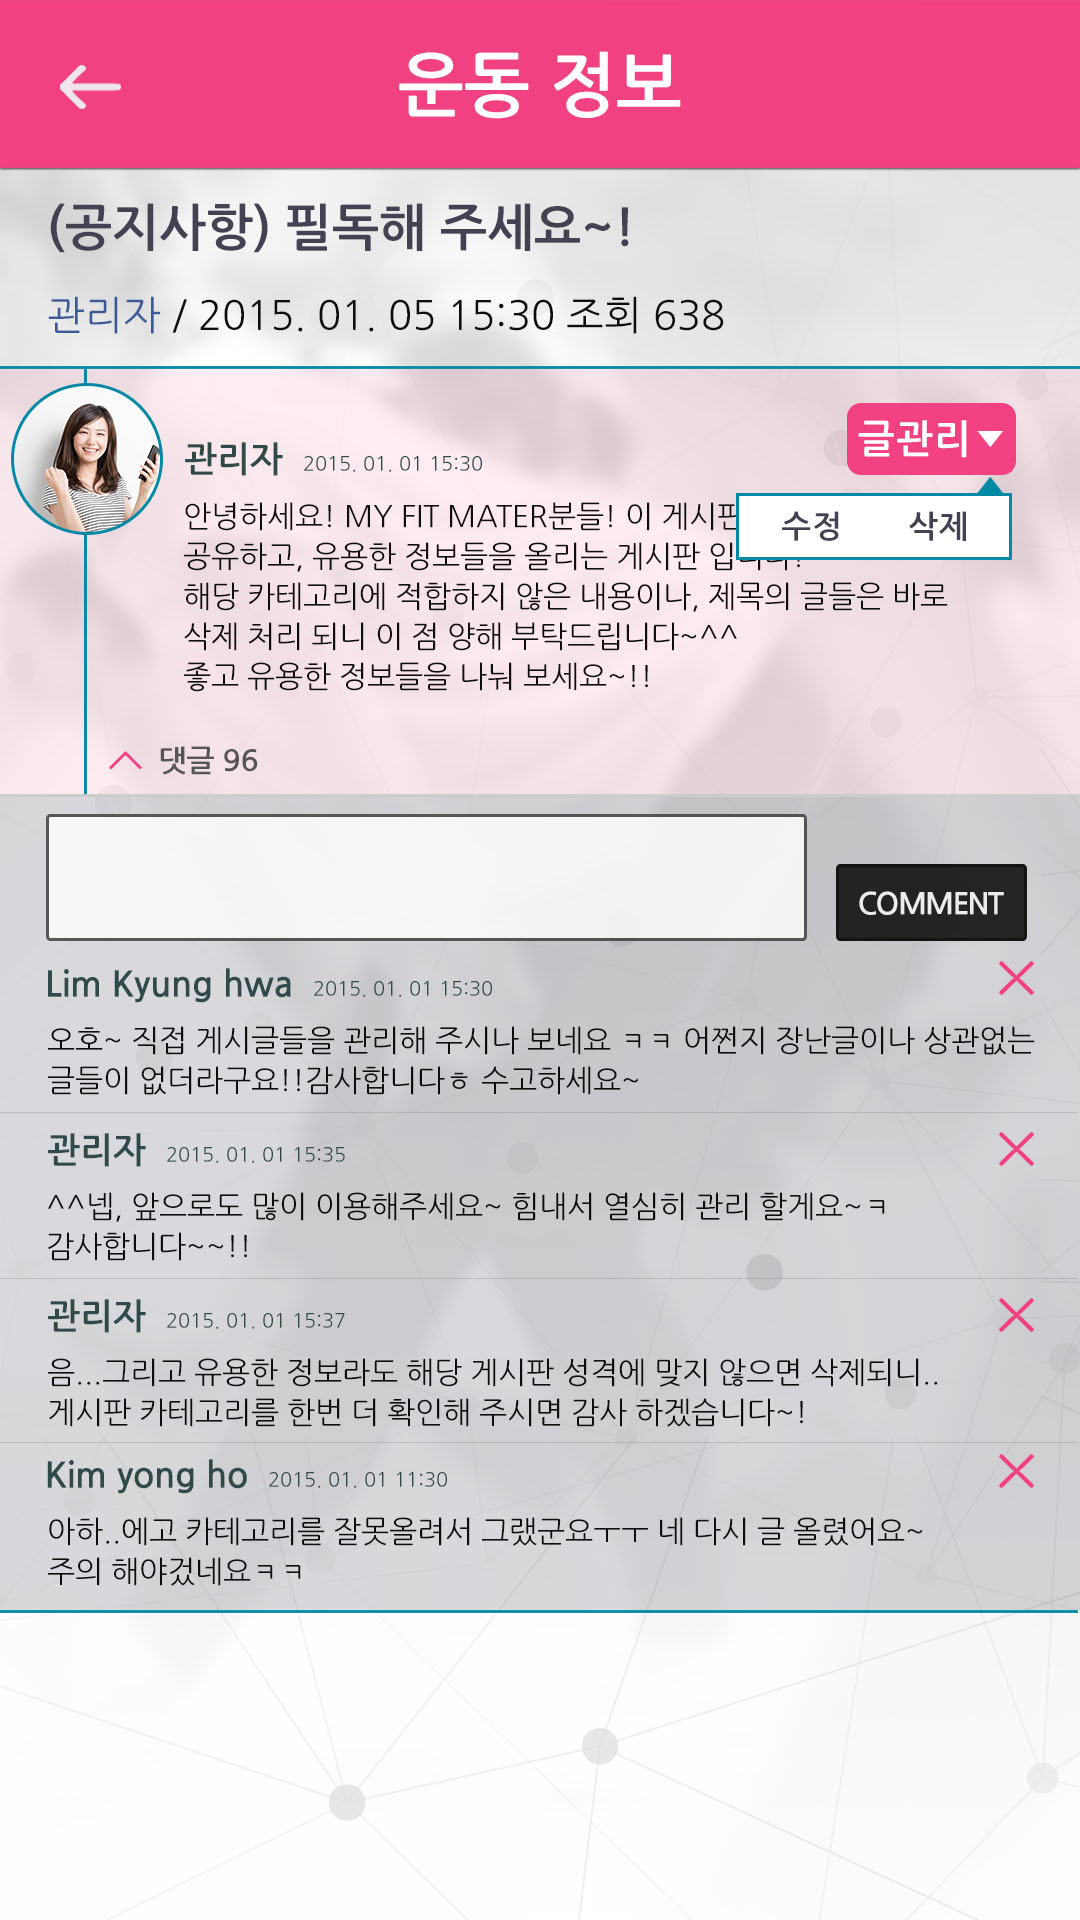 운동 정보
(공지사항) 필독해 주세요~!
관리자 / 2015. 01. 05 15:30 조회 638
관리자 2015. 01. 01 15:30
글관리
수정 삭제
안녕하세요! MY FIT MATER분들! 이 게시판
공유하고, 유용한 정보들을 올리는 게시판
해당 카테고리에 적합하지 않은 내용이나, 제목의 글들은 바로
삭제 처리 되니 이 점 양해 부탁드립니다~^^
좋고 유용한 정보들을 나눠 보세요~!!
댓글 96
COMMENT
Lim Kyung hwa 2015. 01. 01 15:30
오호~ 직접 게시글들을 관리해 주시나 보네요 ㅋㅋ 어쩐지 장난글이나 상관없는
글들이 없더라구요!!감사합니다ㅎ 수고하세요~
관리자 2015. 01. 01 15:35
^^넵, 앞으로도 많이 이용해주세요~ 힘내서 열심히 관리 할게요~ㅋ
감사합니다~~!!
관리자 2015. 01. 01 15:37
음...그리고 유용한 정보라도 해당 게시판 성격에 맞지 않으면 삭제되니..
게시판 카테고리를 한번 더 확인해 주시면 감사 하겠습니다~!
Kim yong ho 2015. 01. 01 11:30
아하..에고 카테고리를 잘못올려서 그랬군요ㅜㅜ 네 다시 글 올렸어요~
주의 해야겄네요ㅋㅋ